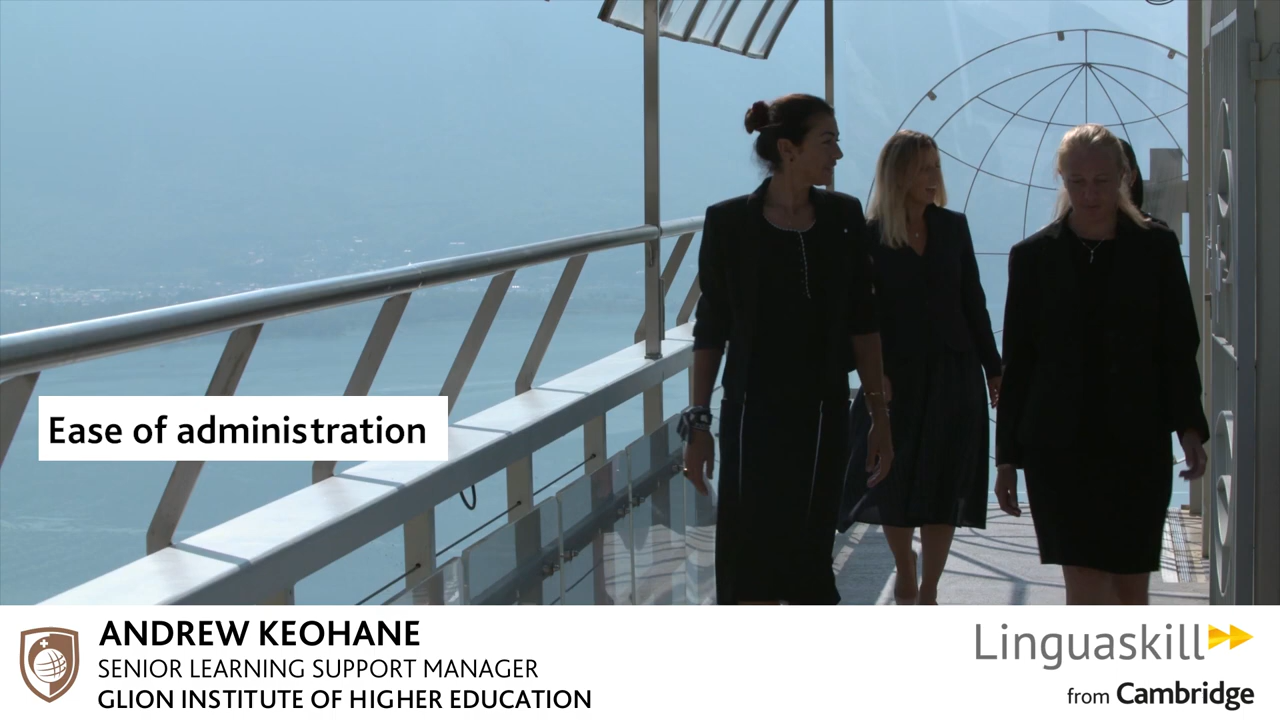 Ease of administration
ANDREW KEOHANE
SENIOR LEARNING SUPPORT MANAGER
GLION INSTITUTE OF HIGHER EDUCATION
Linguaskill
from Cambridge